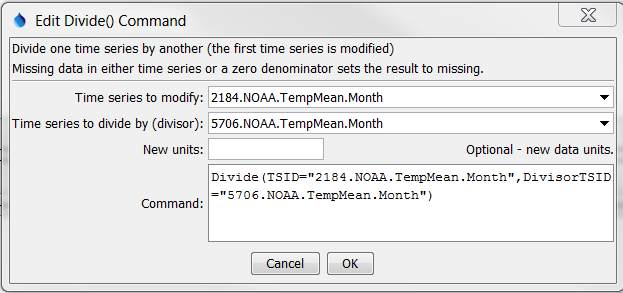 Edit Divide() Command
Divide one time series by another (the first time series is modified)
Missing data in either time series or a zero denominator sets the result to missing.
Time series to modify: 2184.NOAA.TempMean.Month
Time series to divide by (divisor): 5706.NOAA.TempMean.Month
New units: Optional - new data units.
Command: Divide(TSID="2184.NOAA.TempMean.Month",DivisorTSID
="5706.NOAA.TempMean.Month")
Cancel OK